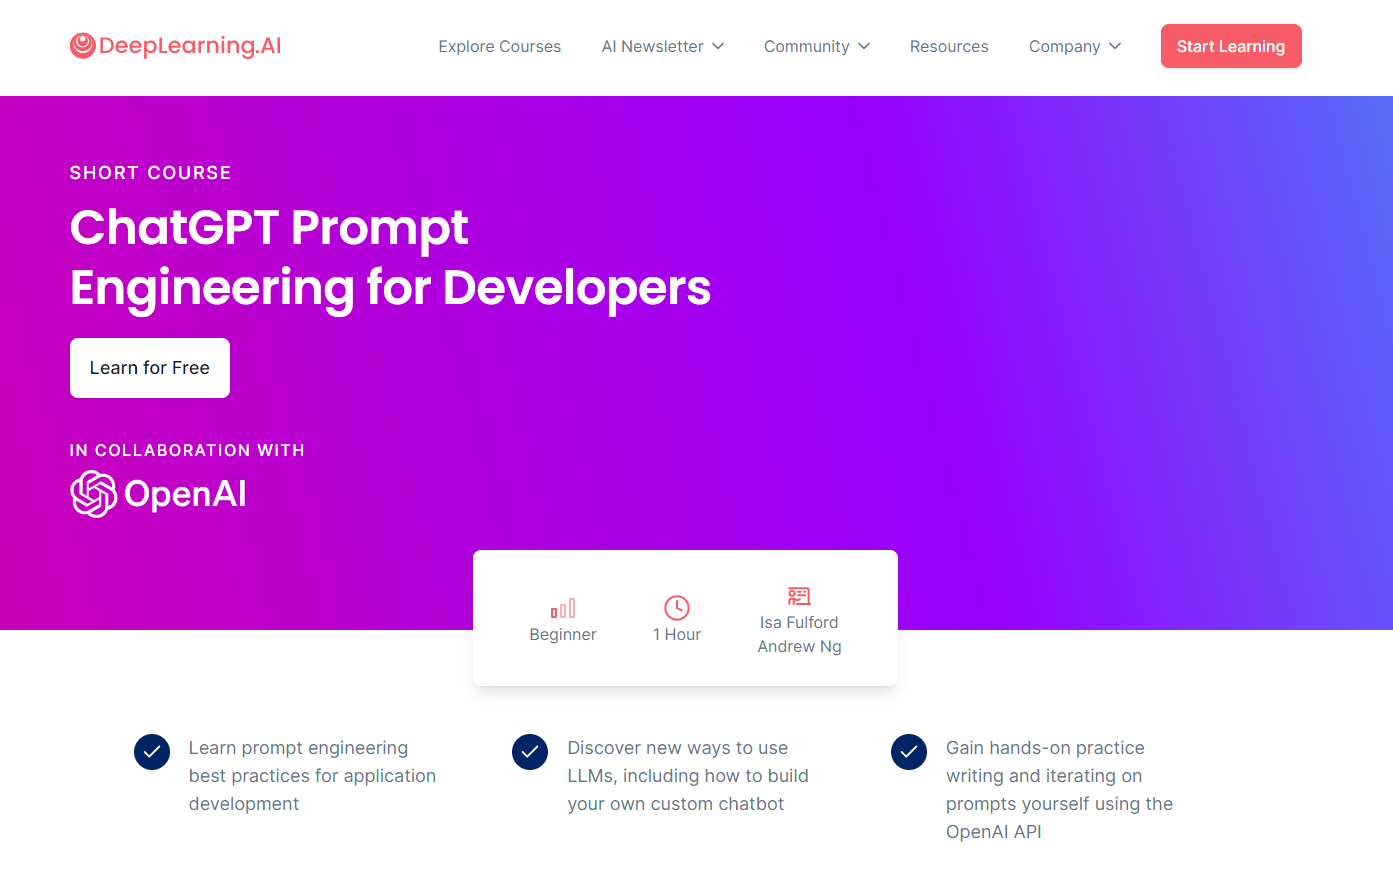 DeepLearning.AI
Explore Courses
AI Newsletter
Community
Resources
Company
Start Learning
SHORT COURSE
ChatGPT Prompt
Engineering for Developers
Learn for Free
IN COLLABORATION WITH
OpenAI
Beginner
1 Hour
Isa Fulford
Andrew Ng
Learn prompt engineering
best practices for application
development
Discover new ways to use
LLMs, including how to build
your own custom chatbot
Gain hands-on practice
writing and iterating on
prompts yourself using the
OpenAI API